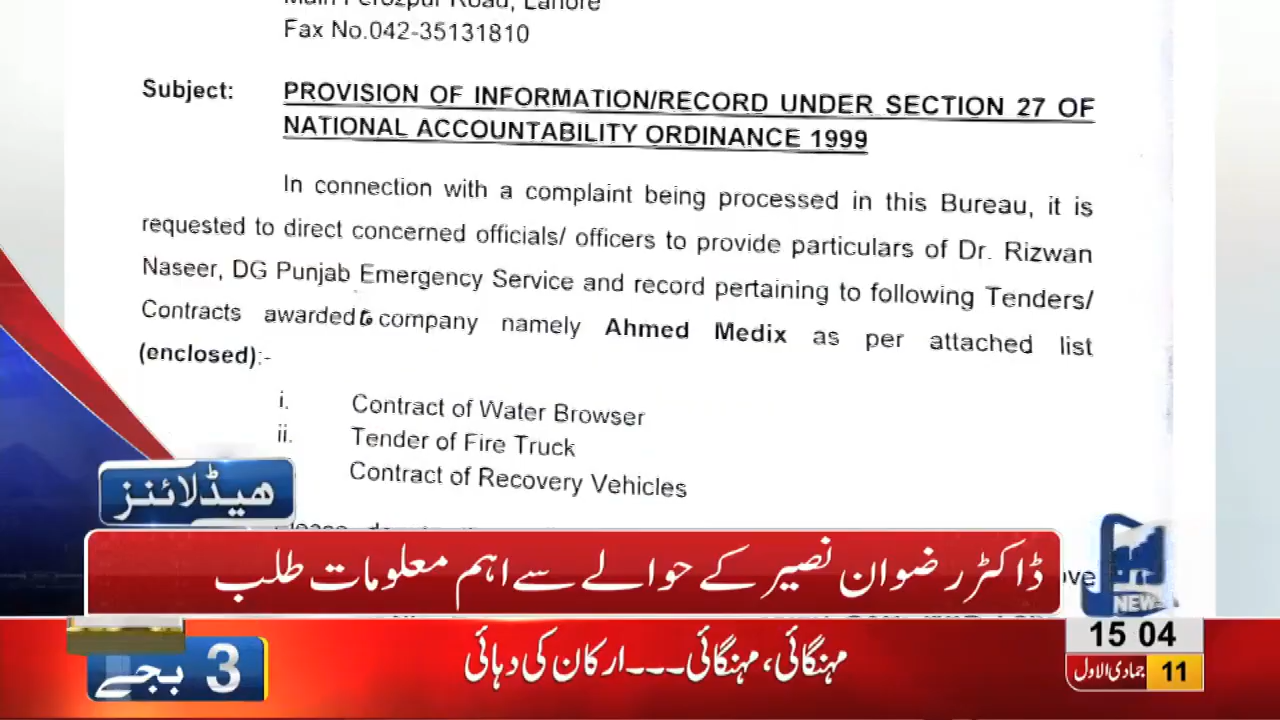 Main Ferozpur Road, Lahore
Fax No.042-35131810
Subject: PROVISION OF INFORMATION/RECORD UNDER SECTION 27 OF
NATIONAL ACCOUNTABILITY ORDINANCE 1999
In connection with a complaint being processed in this Bureau, it is
requested to direct concerned officials/ officers to provide particulars of Dr. Rizwan
Naseer, DG Punjab Emergency Service and record pertaining to following Tenders/
Contracts awarded to company namely Ahmed Medix as per attached list
(enclosed):-
i. Contract of Water Browser
ii. Tender of Fire Truck
Contract of Recovery Vehicles
ھیڈلائنز
ڈاکٹر رضوان نصیر کے حوالے سے اہم معلومات طلب
NEWS
3 بجے
مہنگائی، مہنگائی۔۔۔ارکان کی دہائی
15 04
11 جمادی الاول